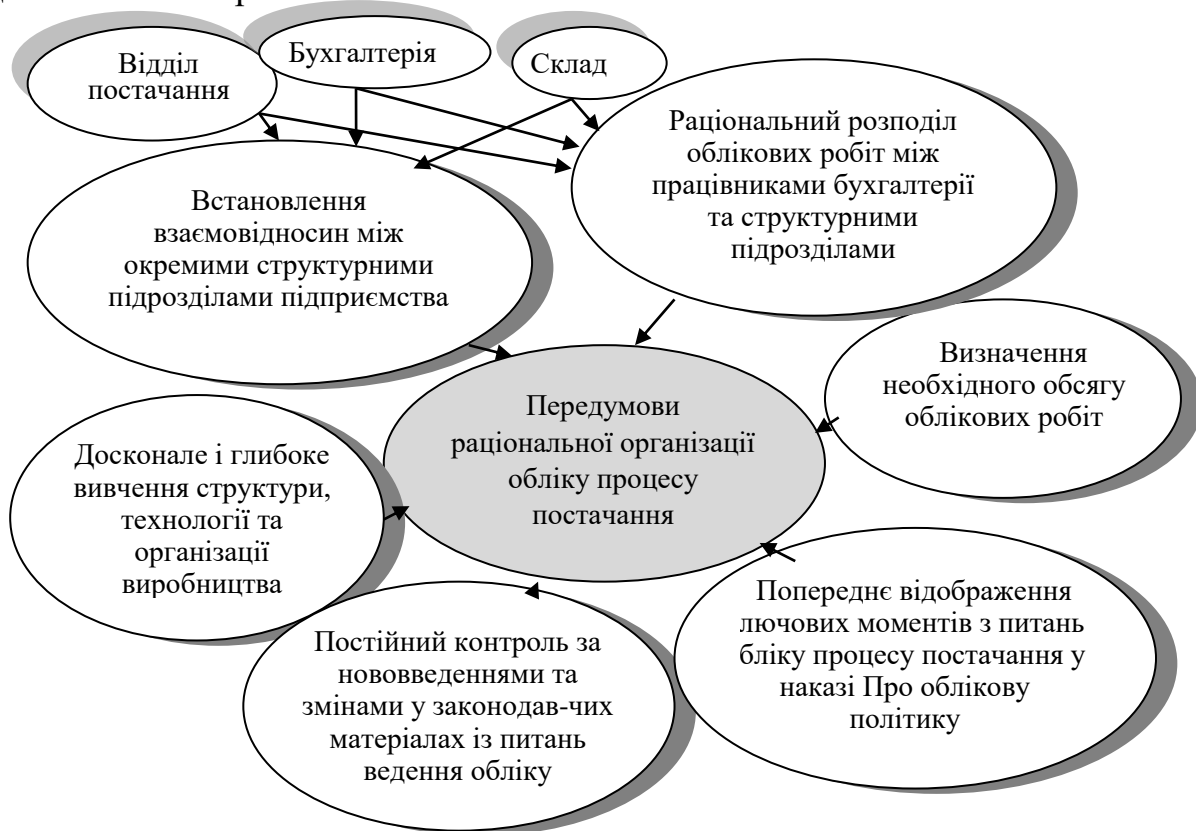 Відділ
постачання
Бухгалтерія
Склад
Раціональний розподіл
облікових робіт між
працівниками бухгалтерії
та структурними
підрозділами
Встановлення
взаємовідносин між
окремими структурними
підрозділами підприємства
Визначення
необхідного обсягу
облікових робіт
Передумови
раціональної організації
обліку процесу
постачання
Досконале і глибоке
вивчення структури,
технології та
організації
виробництва
Попереднє відображення
лючових моментів з питань
бліку процесу постачання у
наказі Про облікову
політику
Постійний контроль за
нововведеннями та
змінами у законодав-чих
матеріалах із питань
ведення обліку